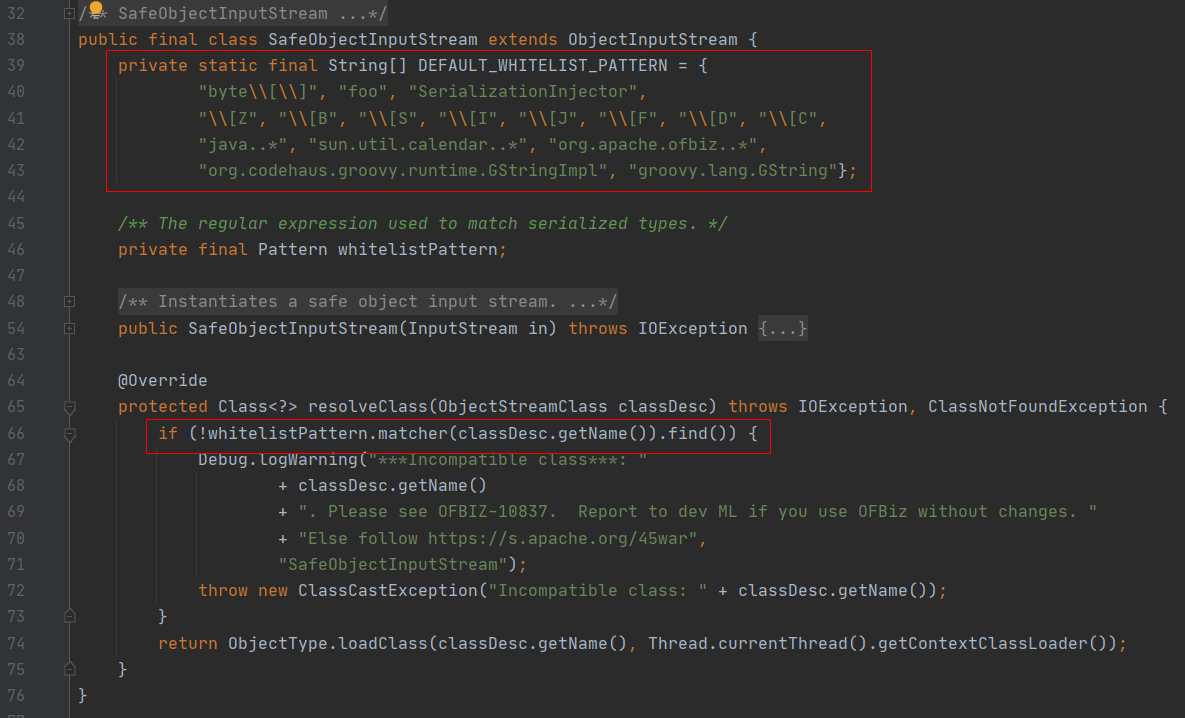 32 /** SafeObjectInputStream ...*/
38 public final class SafeObjectInputStream extends ObjectInputStream {
39 private static final String[] DEFAULT_WHITELIST_PATTERN = {
40 "byte\\[\\]", "foo", "SerializationInjector",
41 "\\[Z", "\\[B", "\\[S", "\\[I", "\\[J", "\\[F", "\\[D", "\\[C",
42 "java..*", "sun.util.calendar..*", "org.apache.ofbiz..*",
43 "org.codehaus.groovy.runtime.GStringImpl", "groovy.lang.GString"};
44
45 /** The regular expression used to match serialized types. */
46 private final Pattern whitelistPattern;
47
48 /** Instantiates a safe object input stream. ...*/
54 public SafeObjectInputStream(InputStream in) throws IOException {...}
63
64 @Override
65 protected Class<?> resolveClass(ObjectStreamClass classDesc) throws IOException, ClassNotFoundException {
66 if (!whitelistPattern.matcher(classDesc.getName()).find()) {
67 Debug.logWarning("***Incompatible class***: "
68 + classDesc.getName()
69 + ". Please see OFBIZ-10837.  Report to dev ML if you use OFBiz without changes. "
70 + "Else follow https://s.apache.org/45war",
71 "SafeObjectInputStream");
72 throw new ClassCastException("Incompatible class: " + classDesc.getName());
73 }
74 return ObjectType.loadClass(classDesc.getName(), Thread.currentThread().getContextClassLoader());
75 }
76 }